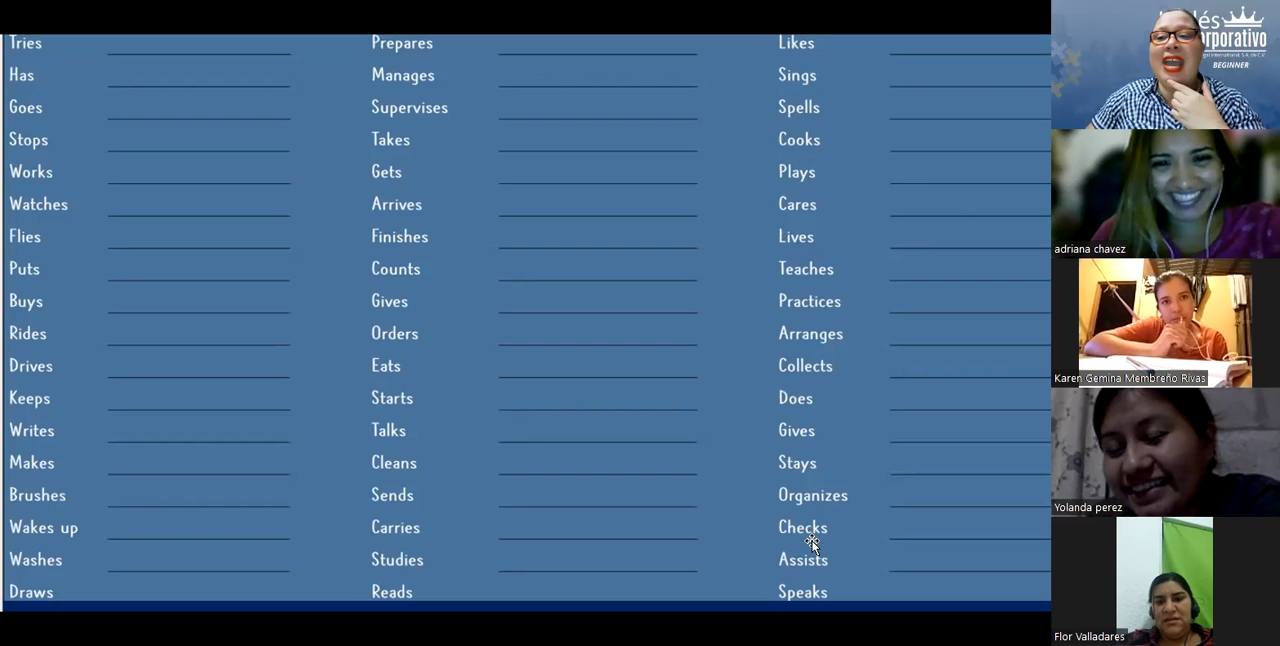 Tries
Has
Goes
Stops
Works
Watches
Flies
Puts
Buys
Rides
Drives
Keeps
Writes
Makes
Brushes
Wakes up
Washes
Draws
Prepares
Manages
Supervises
Takes
Gets
Arrives
Finishes
Counts
Gives
Orders
Eats
Starts
Talks
Cleans
Sends
Carries
Studies
Reads
Likes
Sings
Spells
Cooks
Plays
Cares
Lives
Teaches
Practices
Arranges
Collects
Does
Gives
Stays
Organizes
Checks
Assists
Speaks
BEGINNER
adriana chavez
Karen Gemina Membreño Rivas
Yolanda perez
Flor Valladares